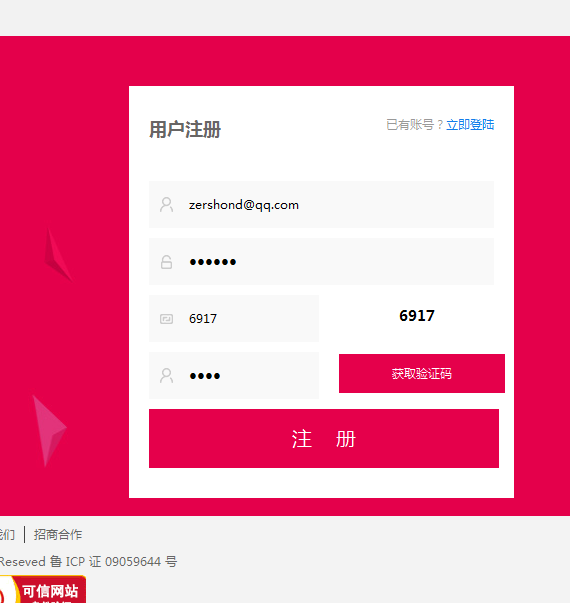 用户注册
已有账号？立即登陆
zershond@qq.com
••••••
6917
6917
••••
获取验证码
注 册
我们 | 招商合作
Reseved 鲁 ICP 证 09059644 号
可信网站